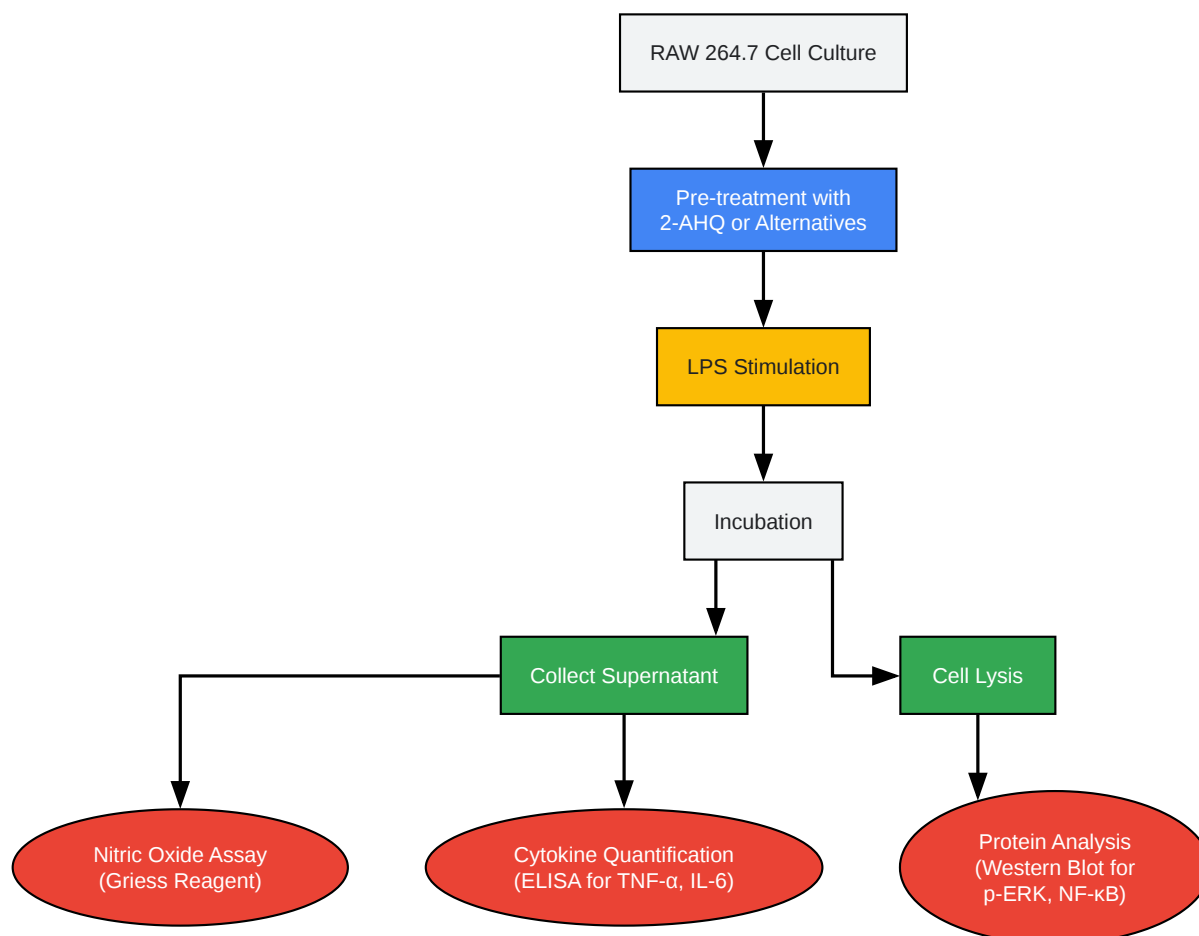 RAW 264.7 Cell Culture
Pre-treatment with
2-AHQ or Alternatives
LPS Stimulation
Incubation
Collect Supernatant
Cell Lysis
Nitric Oxide Assay
(Griess Reagent)
Cytokine Quantification
(ELISA for TNF-α, IL-6)
Protein Analysis
(Western Blot for
p-ERK, NF-κB)